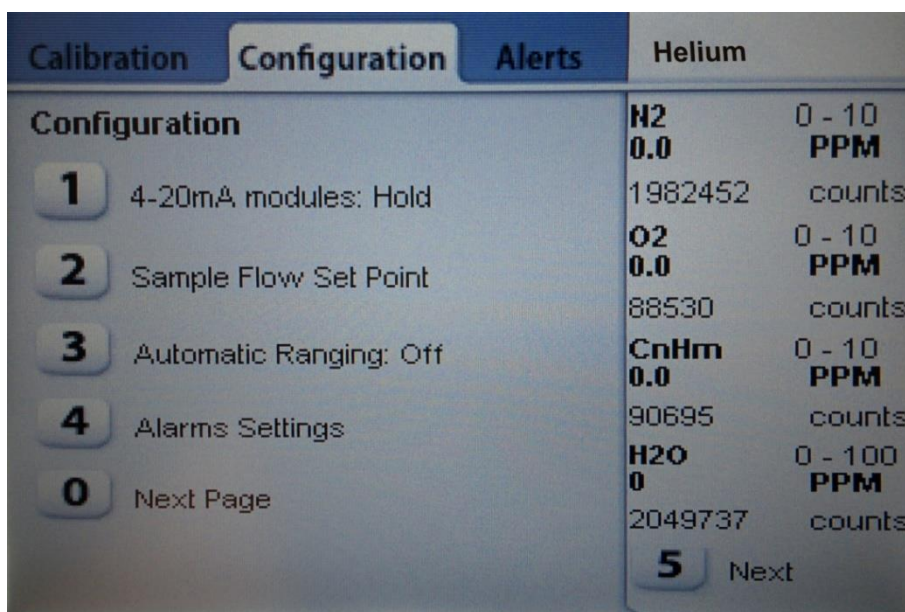 Calibration Configuration Alerts
Configuration
1 4-20mA modules: Hold
2 Sample Flow Set Point
3 Automatic Ranging: Off
4 Alarms Settings
0 Next Page
Helium
N2 0 - 10
0.0 PPM
1982452 counts
O2 0 - 10
0.0 PPM
88530 counts
CnHm 0 - 10
0.0 PPM
90695 counts
H2O 0 - 100
0 PPM
2049737 counts
5 Next